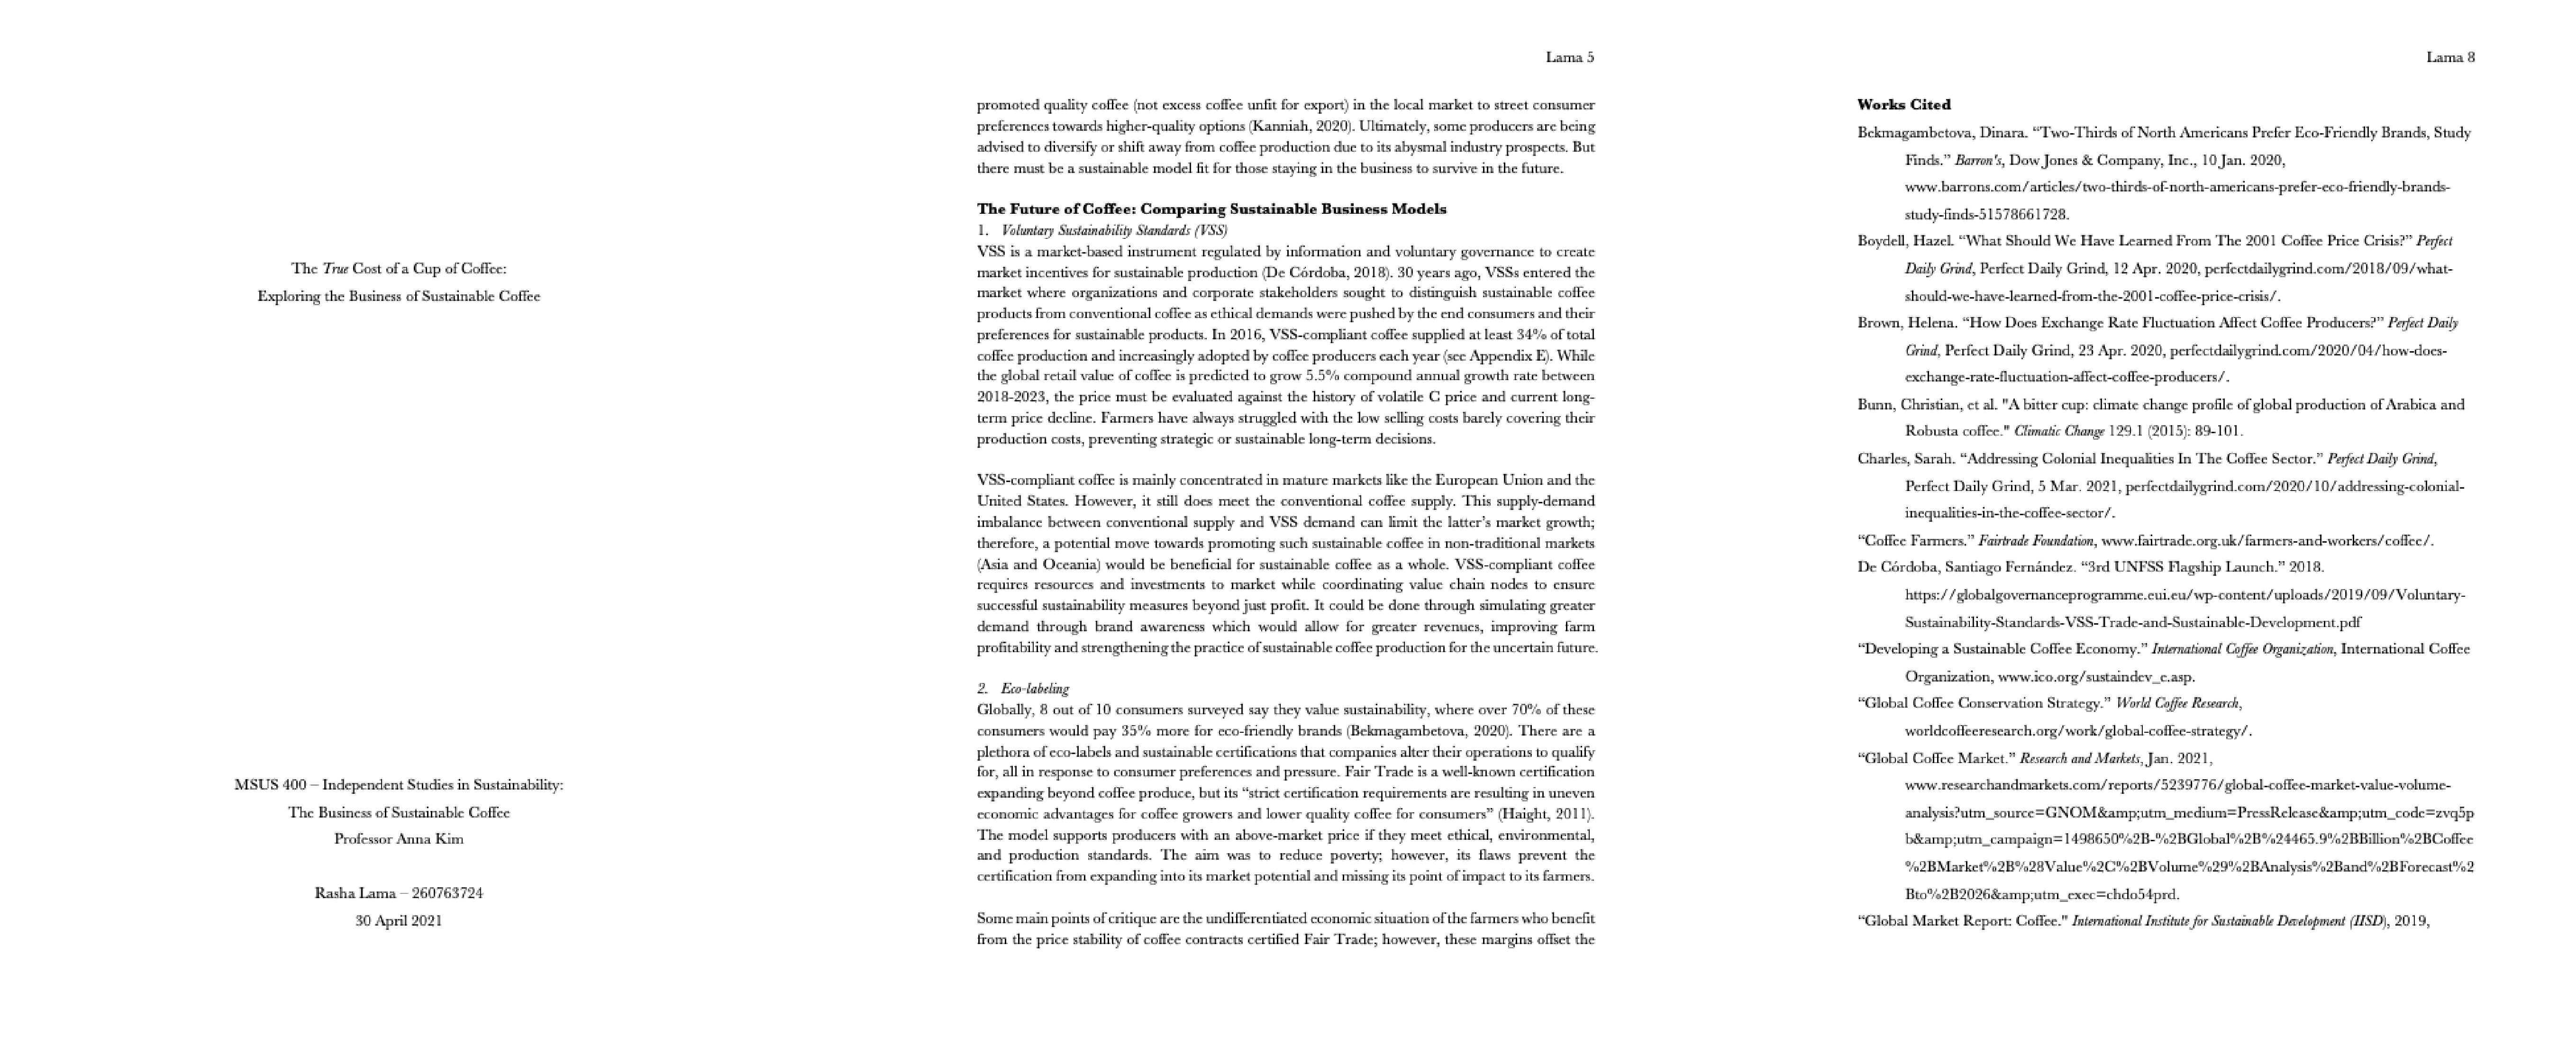 The True Cost of a Cup of Coffee:
Exploring the Business of Sustainable Coffee
MSUS 400 – Independent Studies in Sustainability:
The Business of Sustainable Coffee
Professor Anna Kim
Rasha Lama – 260763724
30 April 2021
Lama 5
promoted quality coffee (not excess coffee unfit for export) in the local market to street consumer
preferences towards higher-quality options (Kanniah, 2020). Ultimately, some producers are being
advised to diversify or shift away from coffee production due to its abysmal industry prospects. But
there must be a sustainable model fit for those staying in the business to survive in the future.
The Future of Coffee: Comparing Sustainable Business Models
1. Voluntary Sustainability Standards (VSS)
VSS is a market-based instrument regulated by information and voluntary governance to create
market incentives for sustainable production (De Córdoba, 2018). 30 years ago, VSSs entered the
market where organizations and corporate stakeholders sought to distinguish sustainable coffee
products from conventional coffee as ethical demands were pushed by the end consumers and their
preferences for sustainable products. In 2016, VSS-compliant coffee supplied at least 34% of total
coffee production and increasingly adopted by coffee producers each year (see Appendix E). While
the global retail value of coffee is predicted to grow 5.5% compound annual growth rate between
2018-2023, the price must be evaluated against the history of volatile C price and current long-
term price decline. Farmers have always struggled with the low selling costs barely covering their
production costs, preventing strategic or sustainable long-term decisions.
VSS-compliant coffee is mainly concentrated in mature markets like the European Union and the
United States. However, it still does meet the conventional coffee supply. This supply-demand
imbalance between conventional supply and VSS demand can limit the latter's market growth;
therefore, a potential move towards promoting such sustainable coffee in non-traditional markets
(Asia and Oceania) would be beneficial for sustainable coffee as a whole. VSS-compliant coffee
requires resources and investments to market while coordinating value chain nodes to ensure
successful sustainability measures beyond just profit. It could be done through simulating greater
demand through brand awareness which would allow for greater revenues, improving farm
profitability and strengthening the practice of sustainable coffee production for the uncertain future.
2. Eco-labeling
Globally, 8 out of 10 consumers surveyed say they value sustainability, where over 70% of these
consumers would pay 35% more for eco-friendly brands (Bekmagambetova, 2020). There are a
plethora of eco-labels and sustainable certifications that companies alter their operations to qualify
for, all in response to consumer preferences and pressure. Fair Trade is a well-known certification
expanding beyond coffee produce, but its “strict certification requirements are resulting in uneven
economic advantages for coffee growers and lower quality coffee for consumers” (Haight, 2011).
The model supports producers with an above-market price if they meet ethical, environmental,
and production standards. The aim was to reduce poverty; however, its flaws prevent the
certification from expanding into its market potential and missing its point of impact to its farmers.
Some main points of critique are the undifferentiated economic situation of the farmers who benefit
from the price stability of coffee contracts certified Fair Trade; however, these margins offset the
Lama 8
Works Cited
Bekmagambetova, Dinara. “Two-Thirds of North Americans Prefer Eco-Friendly Brands, Study
Finds.” Barron's, Dow Jones & Company, Inc., 10 Jan. 2020,
www.barrons.com/articles/two-thirds-of-north-americans-prefer-eco-friendly-brands-
study-finds-51578661728.
Boydell, Hazel. “What Should We Have Learned From The 2001 Coffee Price Crisis?” Perfect
Daily Grind, Perfect Daily Grind, 12 Apr. 2020, perfectdailygrind.com/2018/09/what-
should-we-have-learned-from-the-2001-coffee-price-crisis/.
Brown, Helena. “How Does Exchange Rate Fluctuation Affect Coffee Producers?” Perfect Daily
Grind, Perfect Daily Grind, 23 Apr. 2020, perfectdailygrind.com/2020/04/how-does-
exchange-rate-fluctuation-affect-coffee-producers/.
Bunn, Christian, et al. "A bitter cup: climate change profile of global production of Arabica and
Robusta coffee." Climatic Change 129.1 (2015): 89-101.
Charles, Sarah. “Addressing Colonial Inequalities In The Coffee Sector.” Perfect Daily Grind,
Perfect Daily Grind, 5 Mar. 2021, perfectdailygrind.com/2020/10/addressing-colonial-
inequalities-in-the-coffee-sector/.
“Coffee Farmers.” Fairtrade Foundation, www.fairtrade.org.uk/farmers-and-workers/coffee/.
De Córdoba, Santiago Fernández. “3rd UNFSS Flagship Launch.” 2018.
https://globalgovernanceprogramme.eui.eu/wp-content/uploads/2019/09/Voluntary-
Sustainability-Standards-VSS-Trade-and-Sustainable-Development.pdf
“Developing a Sustainable Coffee Economy.” International Coffee Organization, International Coffee
Organization, www.ico.org/sustaindev_e.asp.
“Global Coffee Conservation Strategy.” World Coffee Research,
worldcoffeeresearch.org/work/global-coffee-strategy/.
“Global Coffee Market.” Research and Markets, Jan. 2021,
www.researchandmarkets.com/reports/5239776/global-coffee-market-value-volume-
analysis?utm_source=GNOM&amp;utm_medium=PressRelease&amp;utm_code=zvq5p
b&amp;utm_campaign=1498650%2B-%2BGlobal%2B%24465.9%2BBillion%2BCoffee
%2BMarket%2B%28Value%2C%2BVolume%29%2BAnalysis%2Band%2BForecast%2
Bto%2B2026&amp;utm_exec=chdo54prd.
“Global Market Report: Coffee." International Institute for Sustainable Development (IISD), 2019,